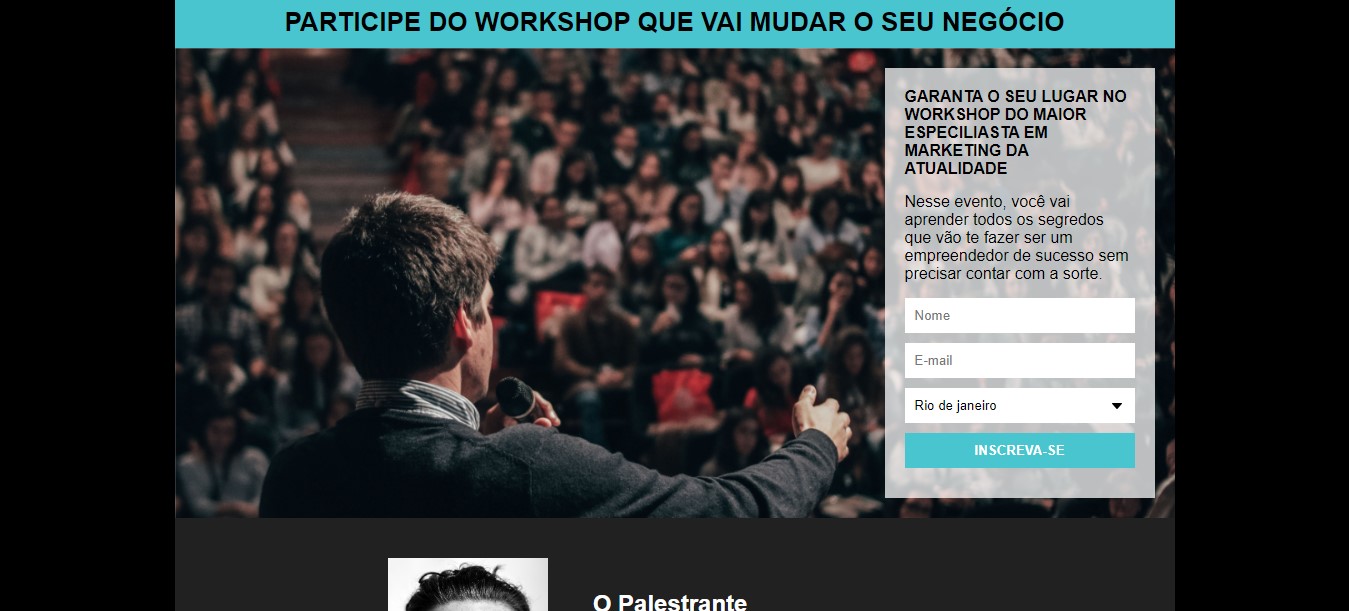 PARTICIPE DO WORKSHOP QUE VAI MUDAR O SEU NEGÓCIO
GARANTA O SEU LUGAR NO
WORKSHOP DO MAIOR
ESPECILIASTA EM
MARKETING DA
ATUALIDADE
Nesse evento, você vai
aprender todos os segredos
que vão te fazer ser um
empreendedor de sucesso sem
precisar contar com a sorte.
Nome
E-mail
Rio de janeiro
INSCREVA-SE
O Palestrante